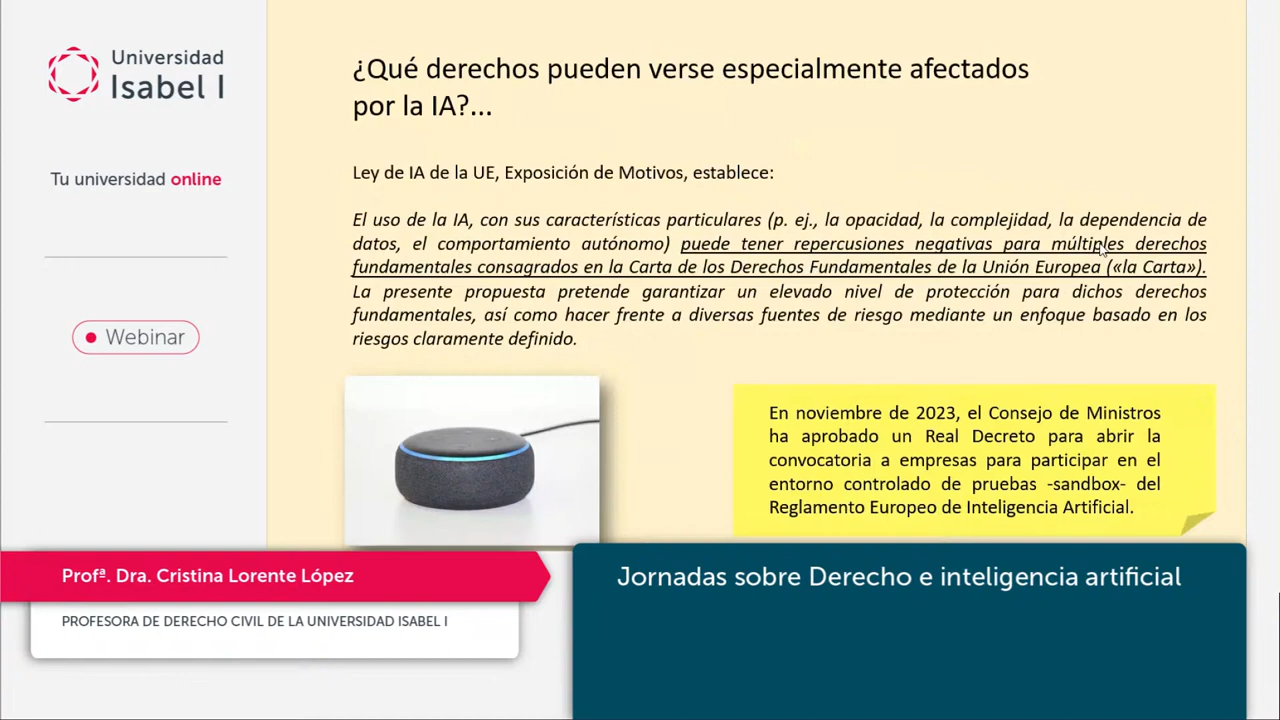 Universidad
Isabel I
Tu universidad online
Webinar
¿Qué derechos pueden verse especialmente afectados
por la IA?...
Ley de IA de la UE, Exposición de Motivos, establece:
El uso de la IA, con sus características particulares (p. ej., la opacidad, la complejidad, la dependencia de
datos, el comportamiento autónomo) puede tener repercusiones negativas para múltiples derechos
fundamentales consagrados en la Carta de los Derechos Fundamentales de la Unión Europea («la Carta»).
La presente propuesta pretende garantizar un elevado nivel de protección para dichos derechos
fundamentales, así como hacer frente a diversas fuentes de riesgo mediante un enfoque basado en los
riesgos claramente definido.
En noviembre de 2023, el Consejo de Ministros
ha aprobado un Real Decreto para abrir la
convocatoria a empresas para participar en el
entorno controlado de pruebas -sandbox- del
Reglamento Europeo de Inteligencia Artificial.
Profª. Dra. Cristina Lorente López
PROFESORA DE DERECHO CIVIL DE LA UNIVERSIDAD ISABEL I
Jornadas sobre Derecho e inteligencia artificial